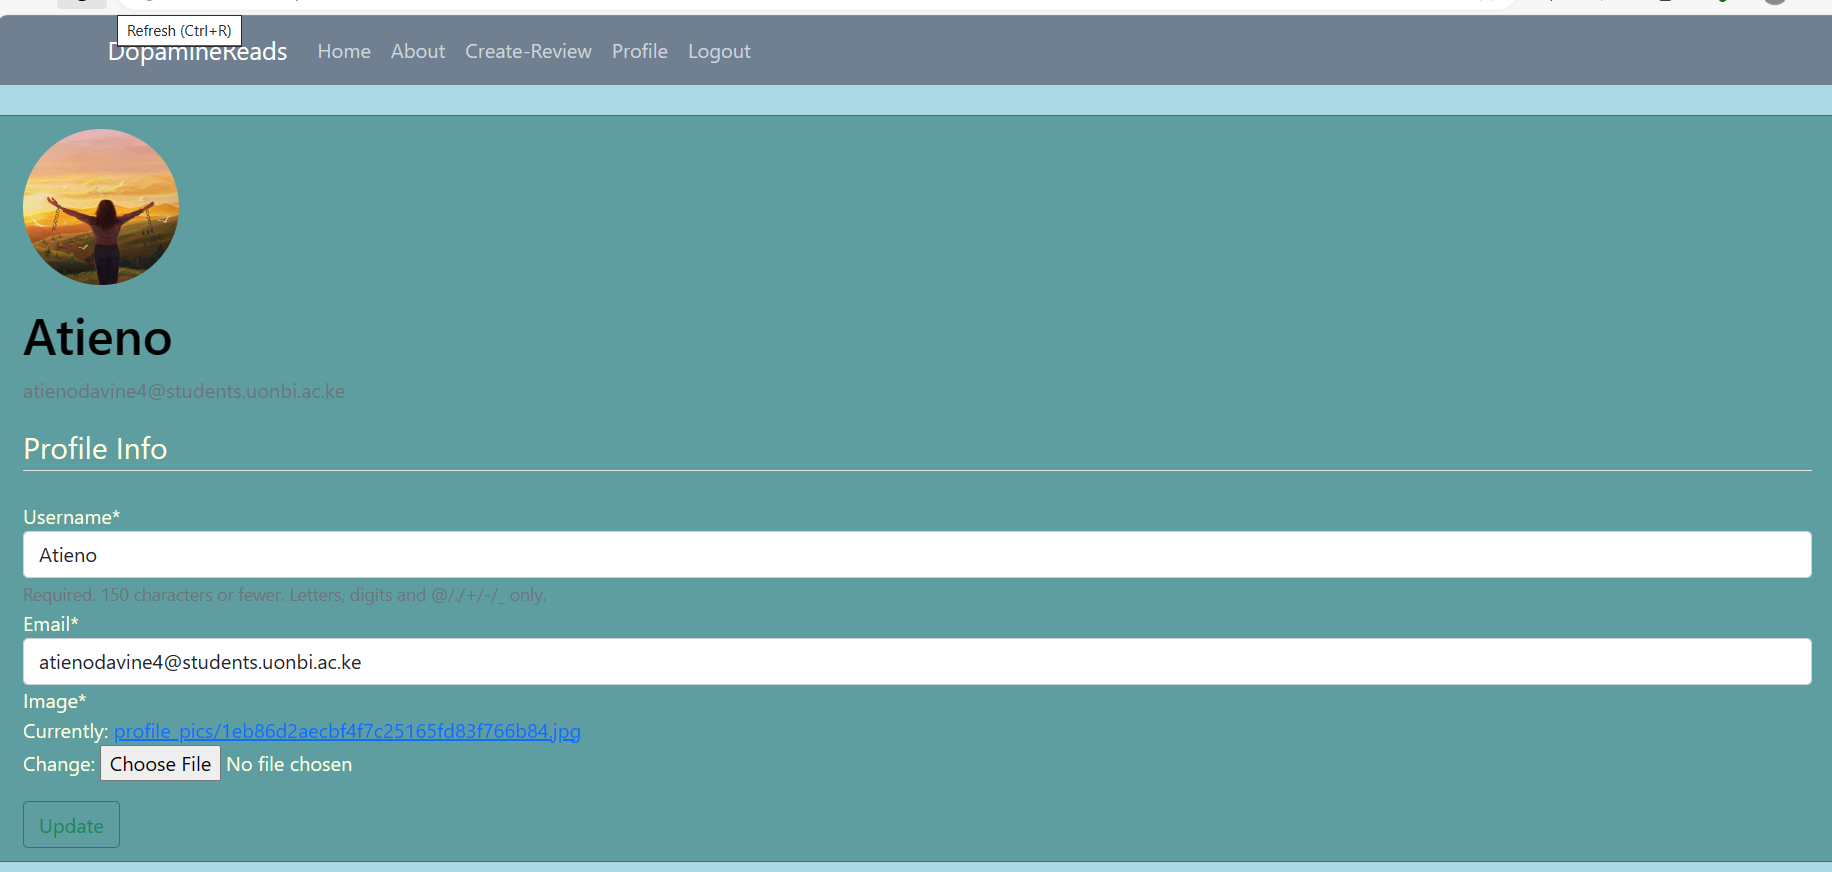 Refresh (Ctrl+R)
DopamineReads Home About Create-Review Profile Logout
Atieno
atienodavine4@students.uonbi.ac.ke
Profile Info
Username*
Atieno
Required. 150 characters or fewer. Letters, digits and @/./+/-/_ only.
Email*
atienodavine4@students.uonbi.ac.ke
Image*
Currently: profile_pics/1eb86d2aecbf4f7c25165fd83f766b84.jpg
Change: Choose File No file chosen
Update